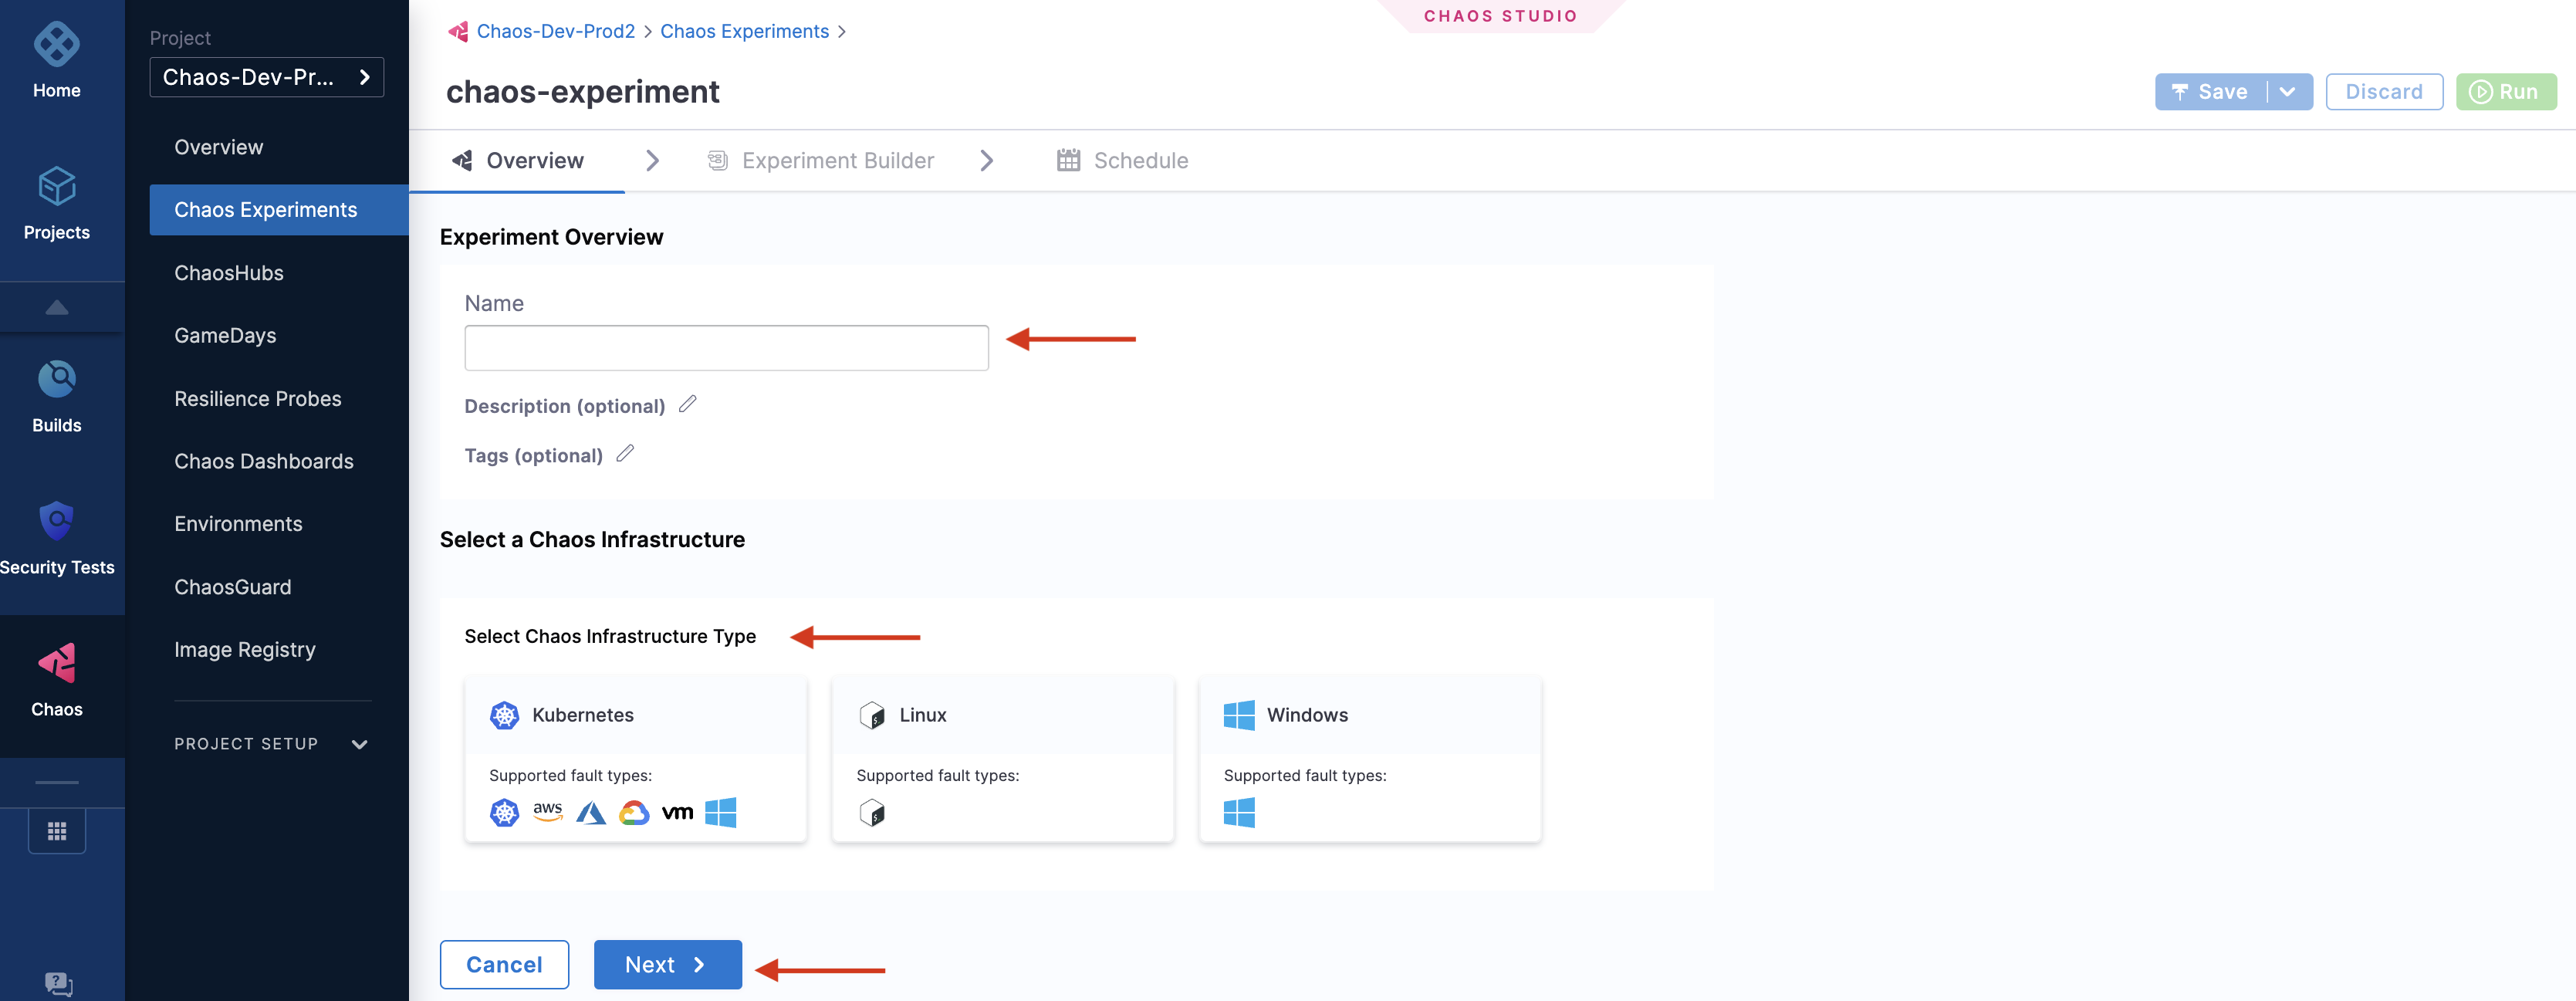 Home
Projects
Builds
Security Tests
Chaos
Project
Chaos-Dev-Pr...
Overview
Chaos Experiments
ChaosHubs
GameDays
Resilience Probes
Chaos Dashboards
Environments
ChaosGuard
Image Registry
PROJECT SETUP
CHAOS STUDIO
Chaos-Dev-Prod2 > Chaos Experiments >
chaos-experiment
Save
Discard
Run
Overview
Experiment Builder
Schedule
Experiment Overview
Name
Description (optional)
Tags (optional)
Select a Chaos Infrastructure
Select Chaos Infrastructure Type
Kubernetes
Supported fault types:
aws
vm
Linux
Supported fault types:
$
Windows
Supported fault types:
Cancel
Next
?